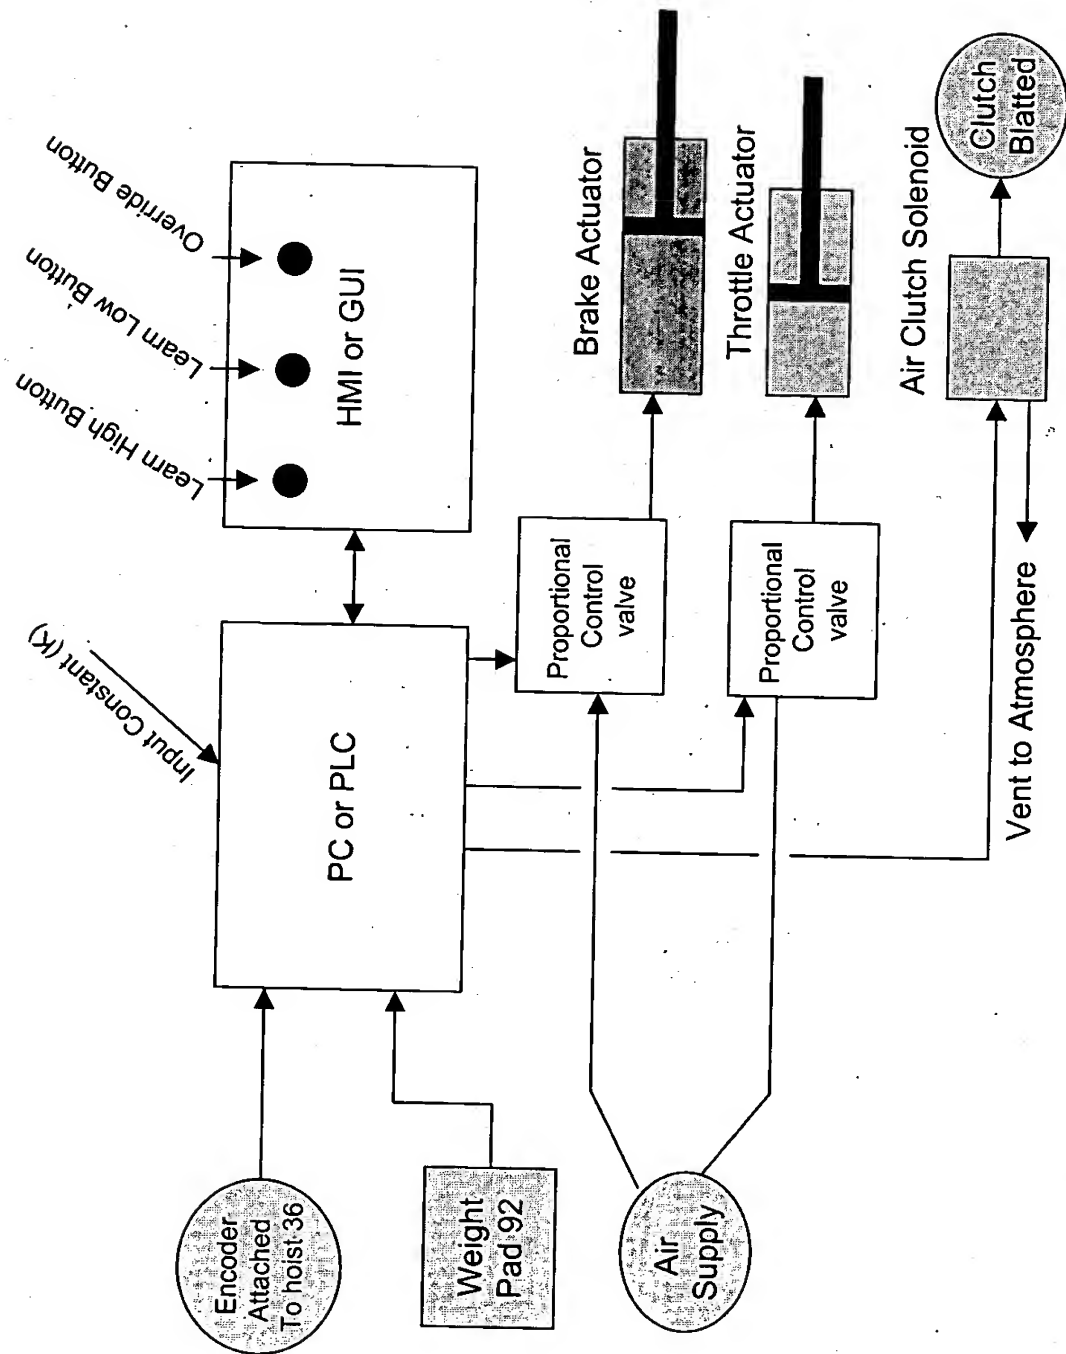 Override Button
Learn Low Button
Learn High Button
HMI or GUI
Input Constant (K)
PC or PLC
Encoder
Attached
To hoist 36
Weight
Pad 92
Air
Supply
Proportional
Control
valve
Proportional
Control
valve
Brake Actuator
Throttle Actuator
Air Clutch Solenoid
Clutch
Blatted
Vent to Atmosphere